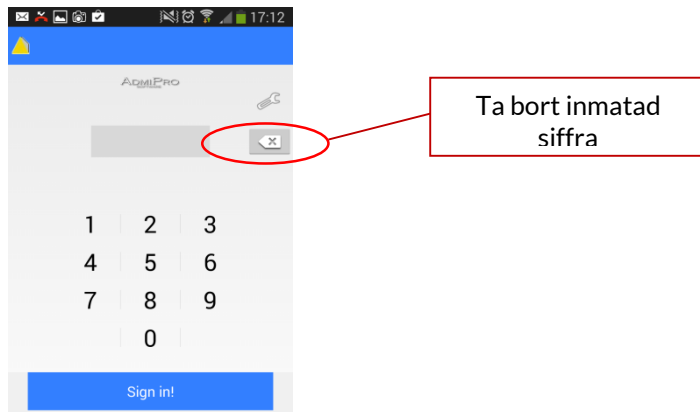 17:12
ADMIPRO
SOFTWARE
Ta bort inmatad
siffra
1 2 3
4 5 6
7 8 9
0
Sign in!